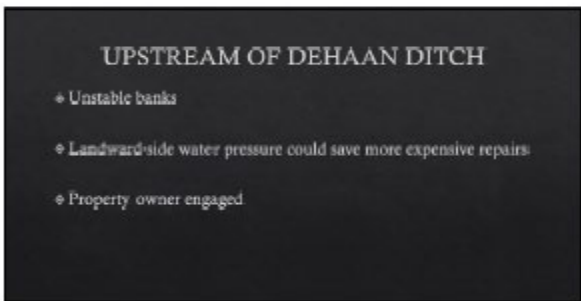 UPSTREAM OF DEHAAN DITCH
Unstable banks
Landward-side water pressure could save more expensive repairs
Property owner engaged